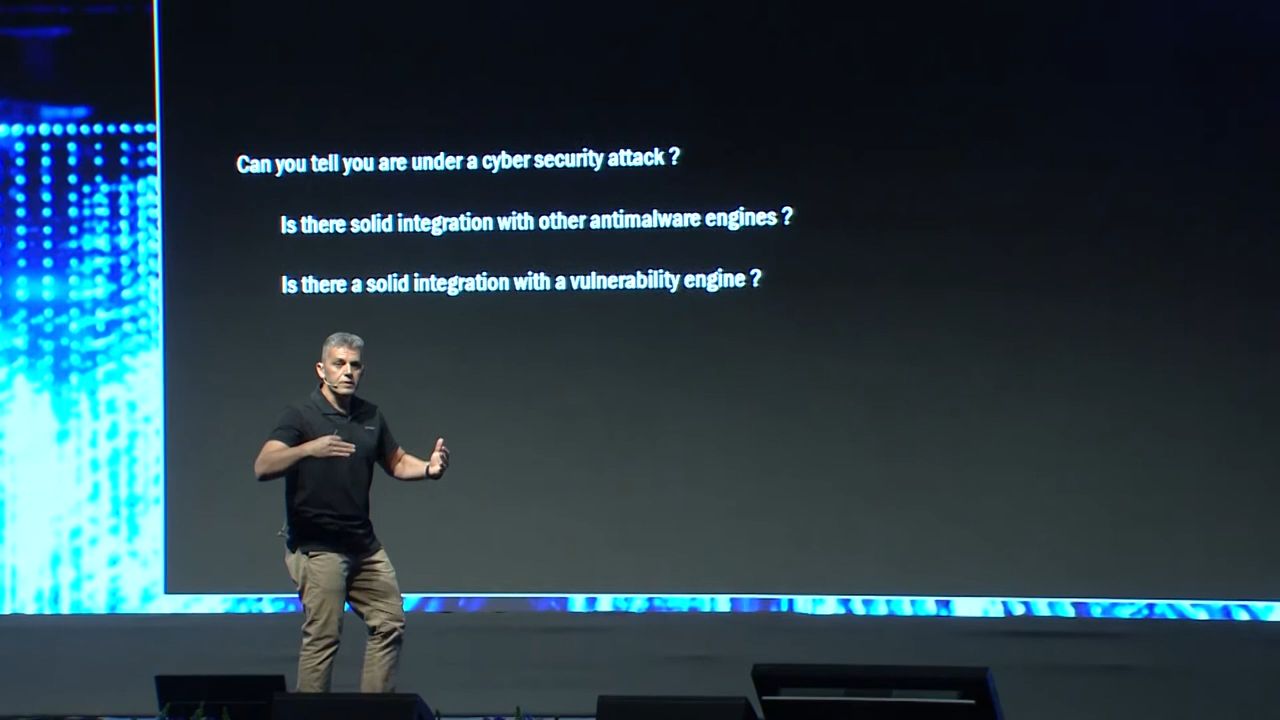 Can you tell you are under a cyber security attack ?
Is there solid integration with other antimalware engines ?
Is there a solid integration with a vulnerability engine ?